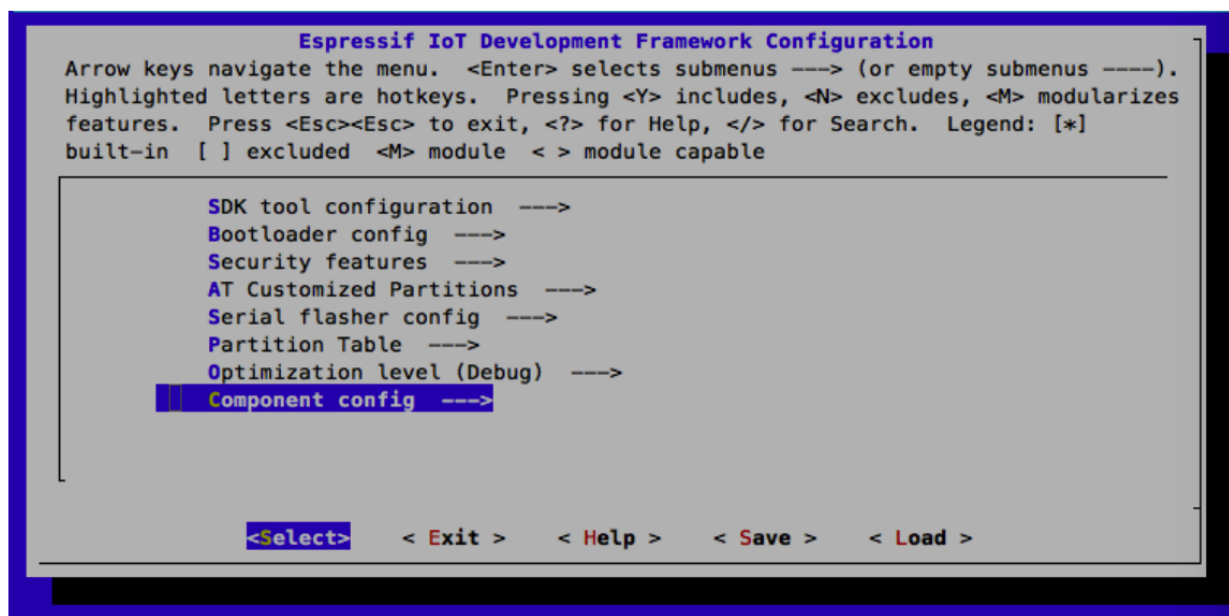 Espressif IoT Development Framework Configuration
Arrow keys navigate the menu.  <Enter> selects submenus ---> (or empty submenus ----).
Highlighted letters are hotkeys.  Pressing <Y> includes, <N> excludes, <M> modularizes
features.  Press <Esc><Esc> to exit, <?> for Help, </> for Search.  Legend: [*]
built-in  [ ] excluded  <M> module  < > module capable
SDK tool configuration  --->
Bootloader config  --->
Security features  --->
AT Customized Partitions  --->
Serial flasher config  --->
Partition Table  --->
Optimization level (Debug)  --->
Component config  --->
<Select>    < Exit >    < Help >    < Save >    < Load >